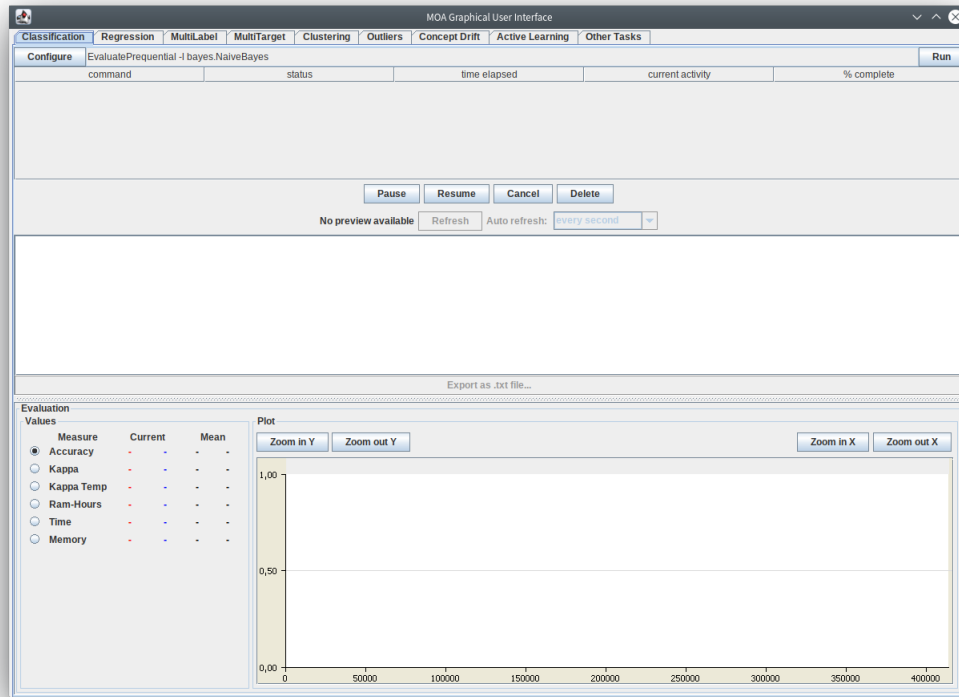 MOA Graphical User Interface
Classification Regression MultiLabel MultiTarget Clustering Outliers Concept Drift Active Learning Other Tasks
Configure EvaluatePrequential -l bayes.NaiveBayes Run
command status time elapsed current activity % complete
Pause Resume Cancel Delete
No preview available Refresh Auto refresh: every second
Export as .txt file...
Evaluation
Values Plot
Measure Current Mean
Zoom in Y Zoom out Y Zoom in X Zoom out X
Accuracy - - - -
Kappa - - - -
Kappa Temp - - - -
Ram-Hours - - - -
Time - - - -
Memory - - - -
1,00
0,50
0,00
0 50000 100000 150000 200000 250000 300000 350000 400000